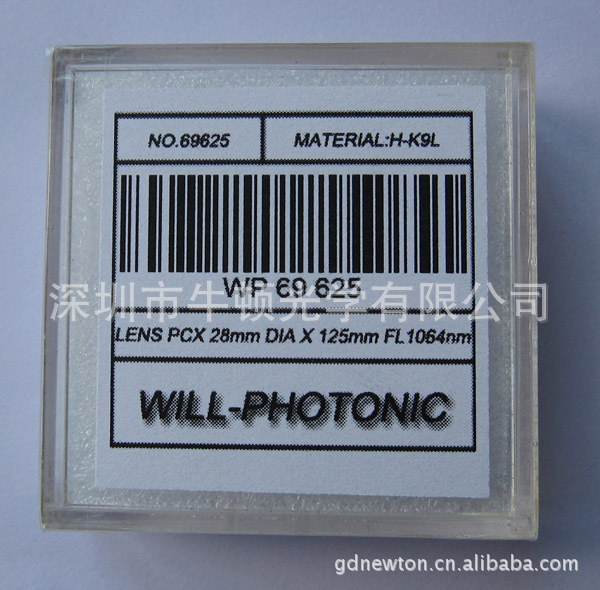 NO.69625
MATERIAL:H-K9L
WP 69 625
深圳市牛顿光学有限公司
LENS PCX 28mm DIA X 125mm FL1064nm
WILL-PHOTONIC
gdnewton.cn.alibaba.com